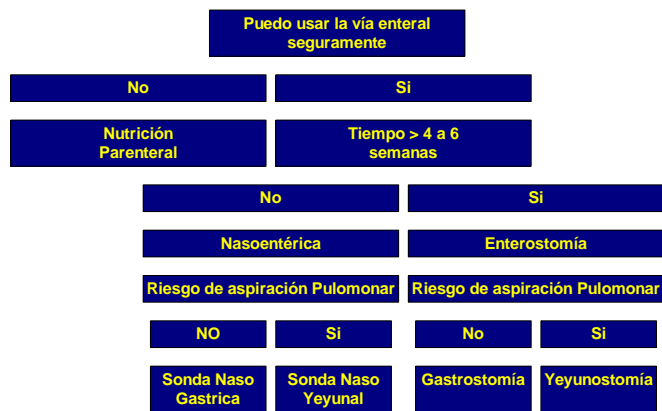 Puedo usar la vía enteral
seguramente
No
Si
Nutrición
Parenteral
Tiempo > 4 a 6
semanas
No
Si
Nasoentérica
Enterostomía
Riesgo de aspiración Pulomonar
Riesgo de aspiración Pulomonar
NO
Si
No
Si
Sonda Naso
Gastrica
Sonda Naso
Yeyunal
Gastrostomía
Yeyunostomía